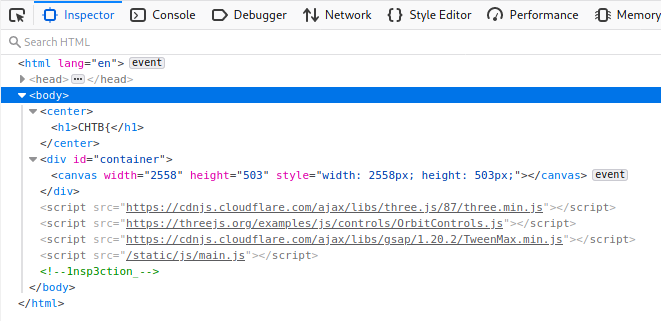 Inspector Console Debugger Network Style Editor Performance Memory
Search HTML
<html lang="en"> event
<head> ... </head>
<body>
<center>
<h1>CHTB{</h1>
</center>
<div id="container">
<canvas width="2558" height="503" style="width: 2558px; height: 503px;"></canvas> event
</div>
<script src="https://cdnjs.cloudflare.com/ajax/libs/three.js/87/three.min.js"></script>
<script src="https://threejs.org/examples/js/controls/OrbitControls.js"></script>
<script src="https://cdnjs.cloudflare.com/ajax/libs/gsap/1.20.2/TweenMax.min.js"></script>
<script src="/static/js/main.js"></script>
<!--1nsp3ction_-->
</body>
</html>